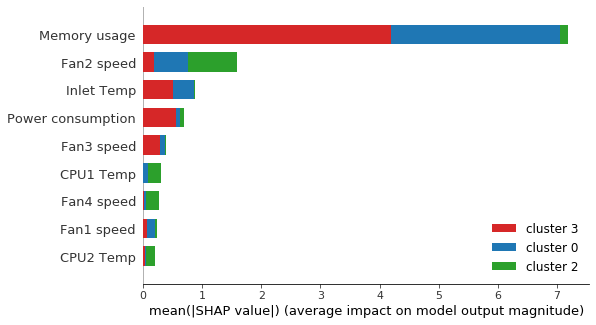 Memory usage
Fan2 speed
Inlet Temp
Power consumption
Fan3 speed
CPU1 Temp
Fan4 speed
Fan1 speed
CPU2 Temp
cluster 3
cluster 0
cluster 2
0 1 2 3 4 5 6 7
mean(|SHAP value|) (average impact on model output magnitude)